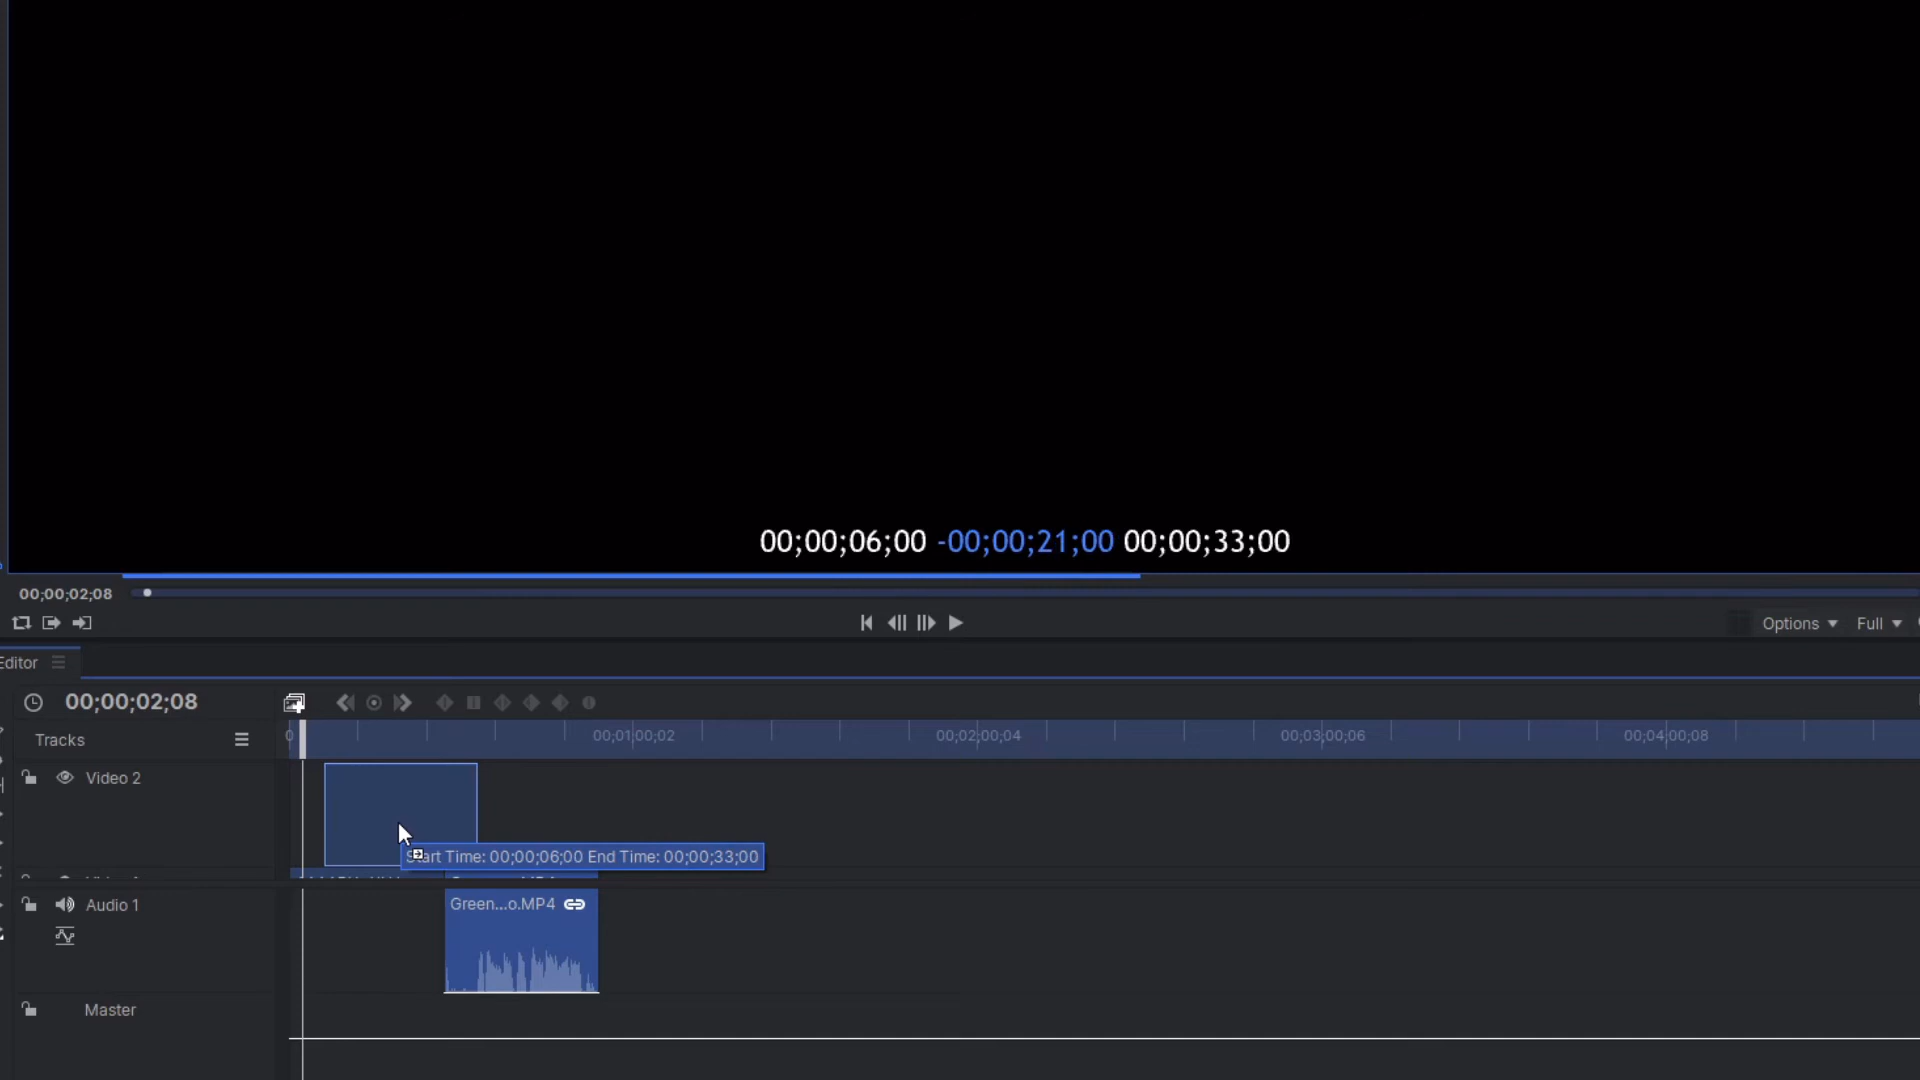 00;00;06;00 -00;00;21;00 00;00;33;00
00;00;02;08
Options Full
Editor
00;00;02;08
0 00;01;00;02 00;02;00;04 00;03;00;06 00;04;00;08
Tracks
Video 2
Start Time: 00;00;06;00 End Time: 00;00;33;00
Audio 1
Green...o.MP4
Master